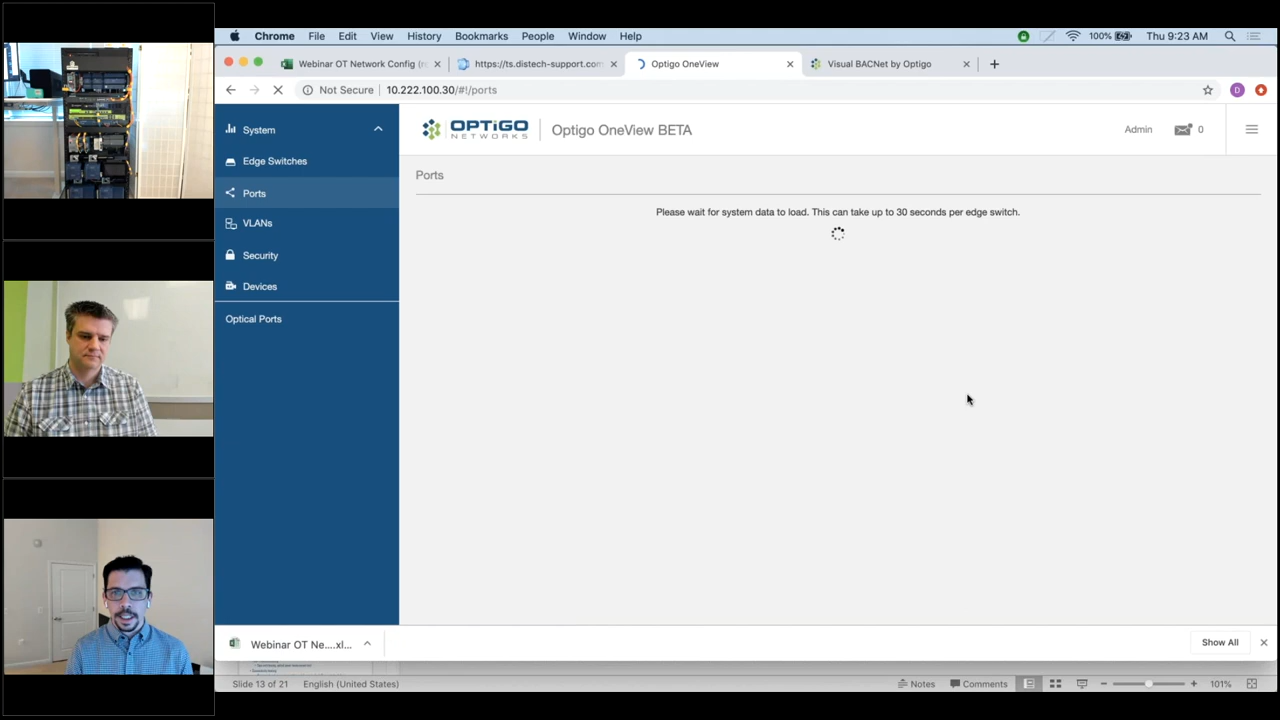 Chrome File Edit View History Bookmarks People Window Help 100% Thu 9:23 AM
Webinar OT Network Config (r
https://ts.distech-support.com
Optigo OneView
Visual BACNet by Optigo
Not Secure 10.222.100.30/#!/ports
System
Edge Switches
Ports
VLANs
Security
Devices
Optical Ports
OPTIGO
NETWORKS
Optigo OneView BETA
Admin 0
Ports
Please wait for system data to load. This can take up to 30 seconds per edge switch.
Webinar OT Ne....xl...
Show All
Slide 13 of 21 English (United States) Notes Comments 101%